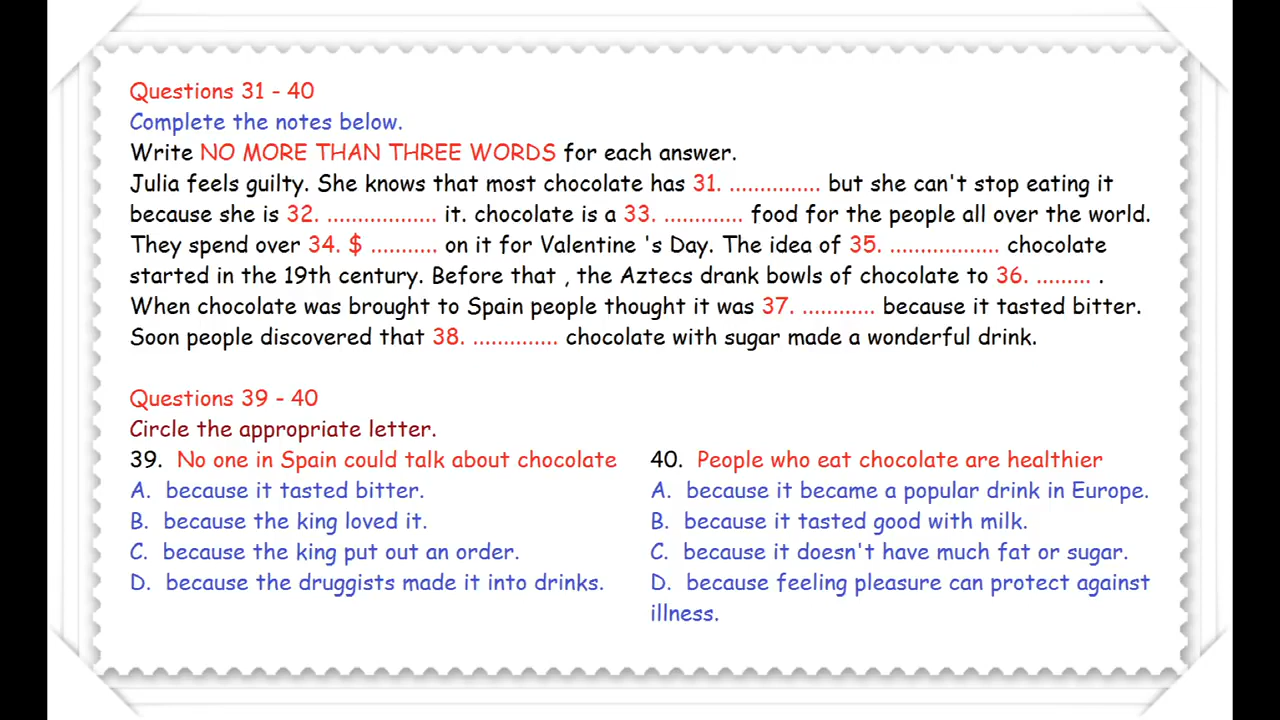 Questions 31 - 40
Complete the notes below.
Write NO MORE THAN THREE WORDS for each answer.
Julia feels guilty. She knows that most chocolate has 31. ............... but she can't stop eating it
because she is 32. .................. it. chocolate is a 33. ............. food for the people all over the world.
They spend over 34. $ ........... on it for Valentine 's Day. The idea of 35. .................. chocolate
started in the 19th century. Before that , the Aztecs drank bowls of chocolate to 36. ......... .
When chocolate was brought to Spain people thought it was 37. ............ because it tasted bitter.
Soon people discovered that 38. .............. chocolate with sugar made a wonderful drink.
Questions 39 - 40
Circle the appropriate letter.
39. No one in Spain could talk about chocolate
A. because it tasted bitter.
B. because the king loved it.
C. because the king put out an order.
D. because the druggists made it into drinks.
40. People who eat chocolate are healthier
A. because it became a popular drink in Europe.
B. because it tasted good with milk.
C. because it doesn't have much fat or sugar.
D. because feeling pleasure can protect against
illness.